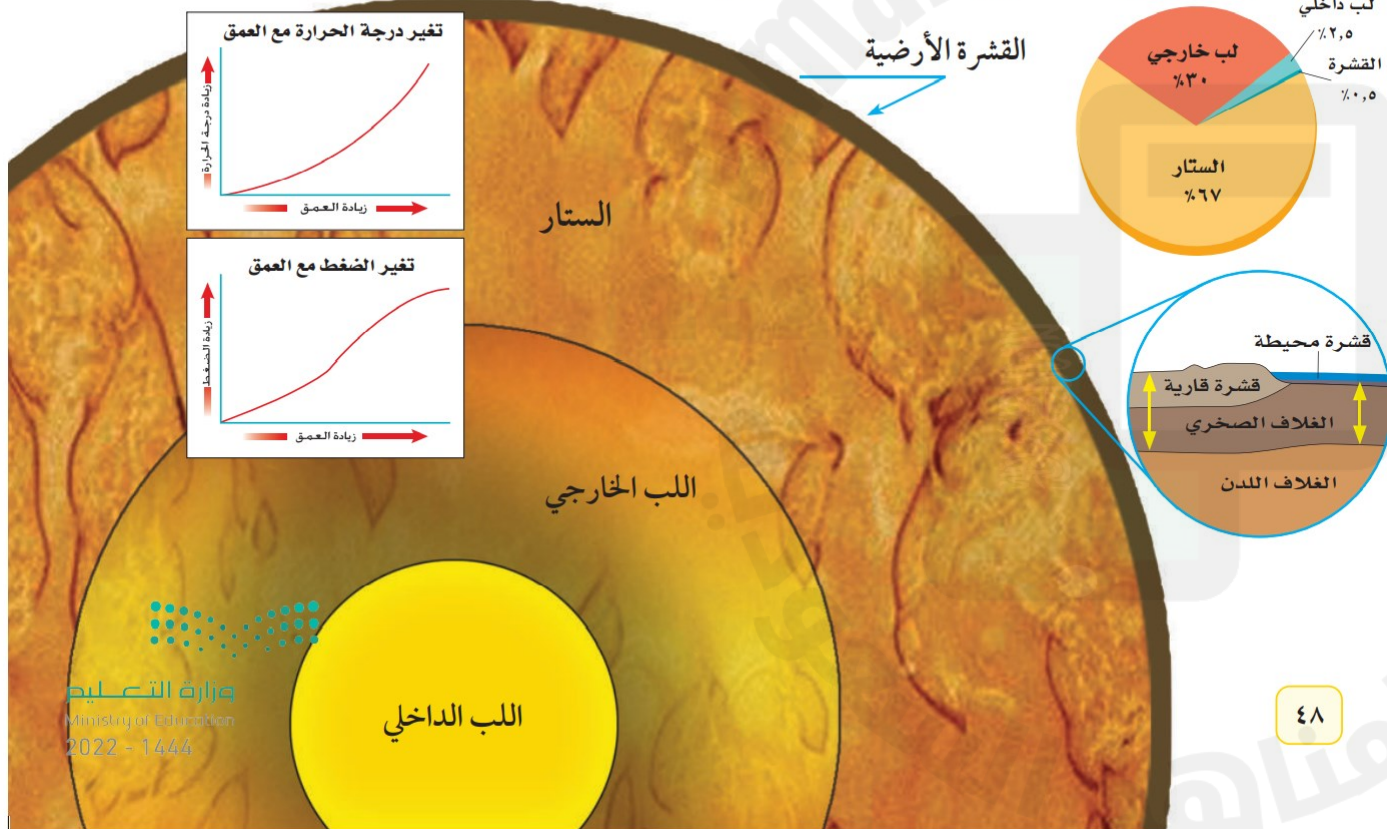 تغير درجة الحرارة مع العمق
زيادة درجة الحرارة
زيادة العمق
تغير الضغط مع العمق
زيادة الضغط
زيادة العمق
القشرة الأرضية
الستار
اللب الخارجي
اللب الداخلي
لب داخلي
٪٢,٥
القشرة
٪٠,٥
لب خارجي
٪٣٠
الستار
٪٦٧
قشرة محيطة
قشرة قارية
الغلاف الصخري
الغلاف اللدن
وزارة التعليم
Ministry of Education
2022 - 1444
٤٨